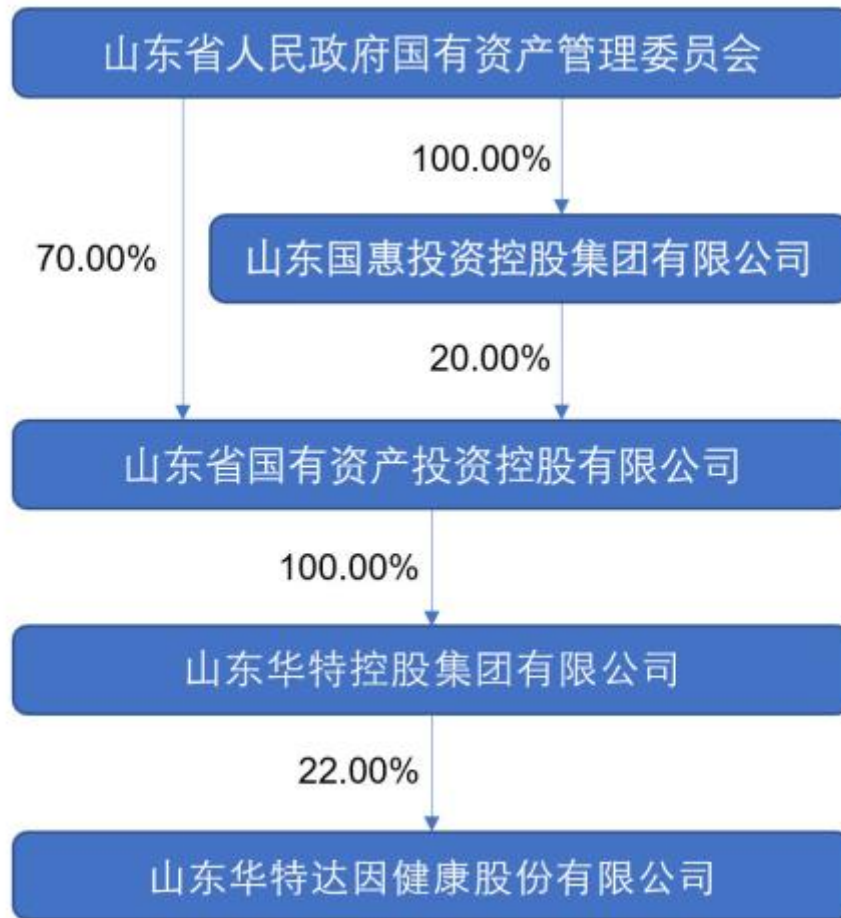 山东省人民政府国有资产管理委员会
100.00%
70.00%
山东国惠投资控股集团有限公司
20.00%
山东省国有资产投资控股有限公司
100.00%
山东华特控股集团有限公司
22.00%
山东华特达因健康股份有限公司